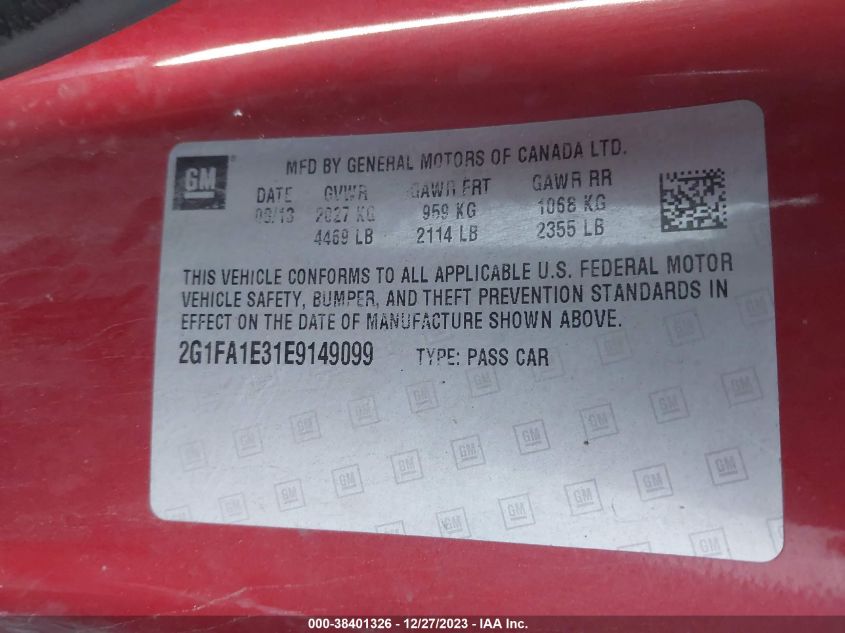 GM ®
MFD BY GENERAL MOTORS OF CANADA LTD.
DATE GVWR GAWR FRT GAWR RR
2027 KG 959 KG 1068 KG
4469 LB 2114 LB 2355 LB
THIS VEHICLE CONFORMS TO ALL APPLICABLE U.S. FEDERAL MOTOR
VEHICLE SAFETY, BUMPER, AND THEFT PREVENTION STANDARDS IN
EFFECT ON THE DATE OF MANUFACTURE SHOWN ABOVE.
2G1FA1E31E9149099 TYPE: PASS CAR
000-38401326 - 12/27/2023 - IAA Inc.